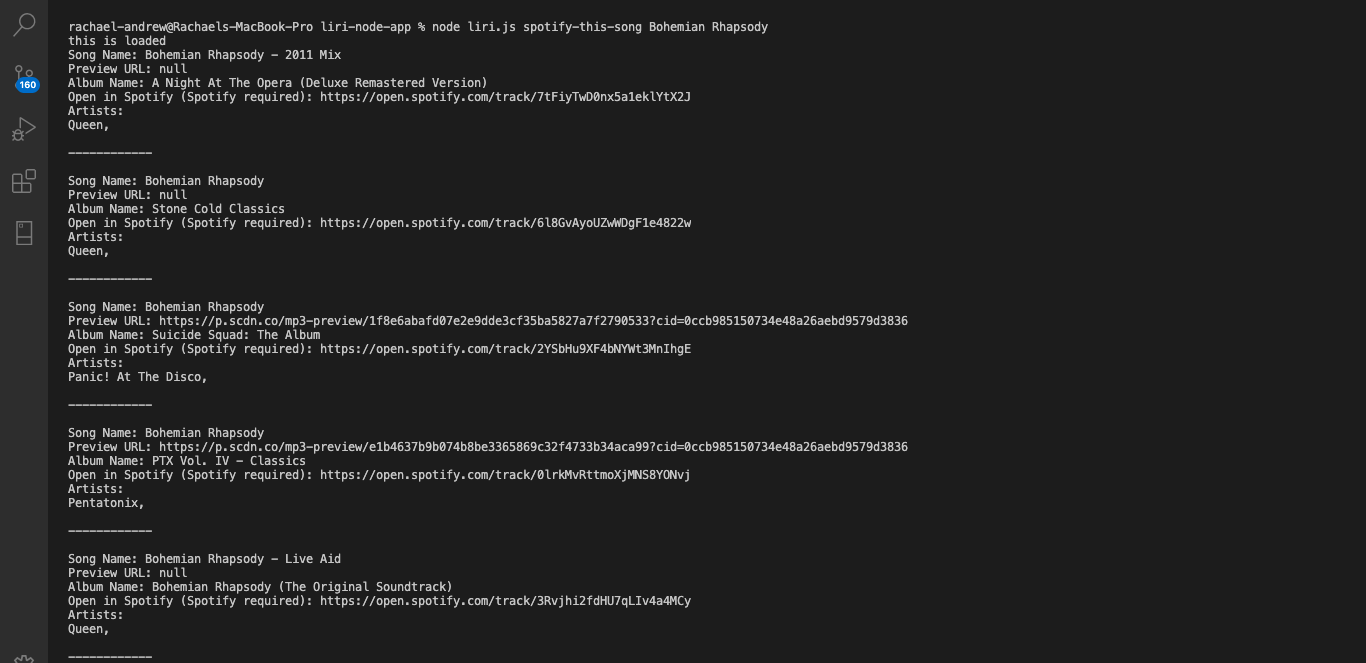 rachael-andrew@Rachaels-MacBook-Pro liri-node-app % node liri.js spotify-this-song Bohemian Rhapsody
this is loaded
Song Name: Bohemian Rhapsody - 2011 Mix
Preview URL: null
Album Name: A Night At The Opera (Deluxe Remastered Version)
Open in Spotify (Spotify required): https://open.spotify.com/track/7tFiyTwD0nx5a1eklYtX2J
Artists:
Queen,
------------
Song Name: Bohemian Rhapsody
Preview URL: null
Album Name: Stone Cold Classics
Open in Spotify (Spotify required): https://open.spotify.com/track/6l8GvAyoUZwWDgF1e4822w
Artists:
Queen,
------------
Song Name: Bohemian Rhapsody
Preview URL: https://p.scdn.co/mp3-preview/1f8e6abafd07e2e9dde3cf35ba5827a7f2790533?cid=0ccb985150734e48a26aebd9579d3836
Album Name: Suicide Squad: The Album
Open in Spotify (Spotify required): https://open.spotify.com/track/2YSbHu9XF4bNYWt3MnIhgE
Artists:
Panic! At The Disco,
------------
Song Name: Bohemian Rhapsody
Preview URL: https://p.scdn.co/mp3-preview/e1b4637b9b074b8be3365869c32f4733b34aca99?cid=0ccb985150734e48a26aebd9579d3836
Album Name: PTX Vol. IV - Classics
Open in Spotify (Spotify required): https://open.spotify.com/track/0lrkMvRttmoXjMNS8YONvj
Artists:
Pentatonix,
------------
Song Name: Bohemian Rhapsody - Live Aid
Preview URL: null
Album Name: Bohemian Rhapsody (The Original Soundtrack)
Open in Spotify (Spotify required): https://open.spotify.com/track/3Rvjhi2fdHU7qLIv4a4MCy
Artists:
Queen,
------------
160